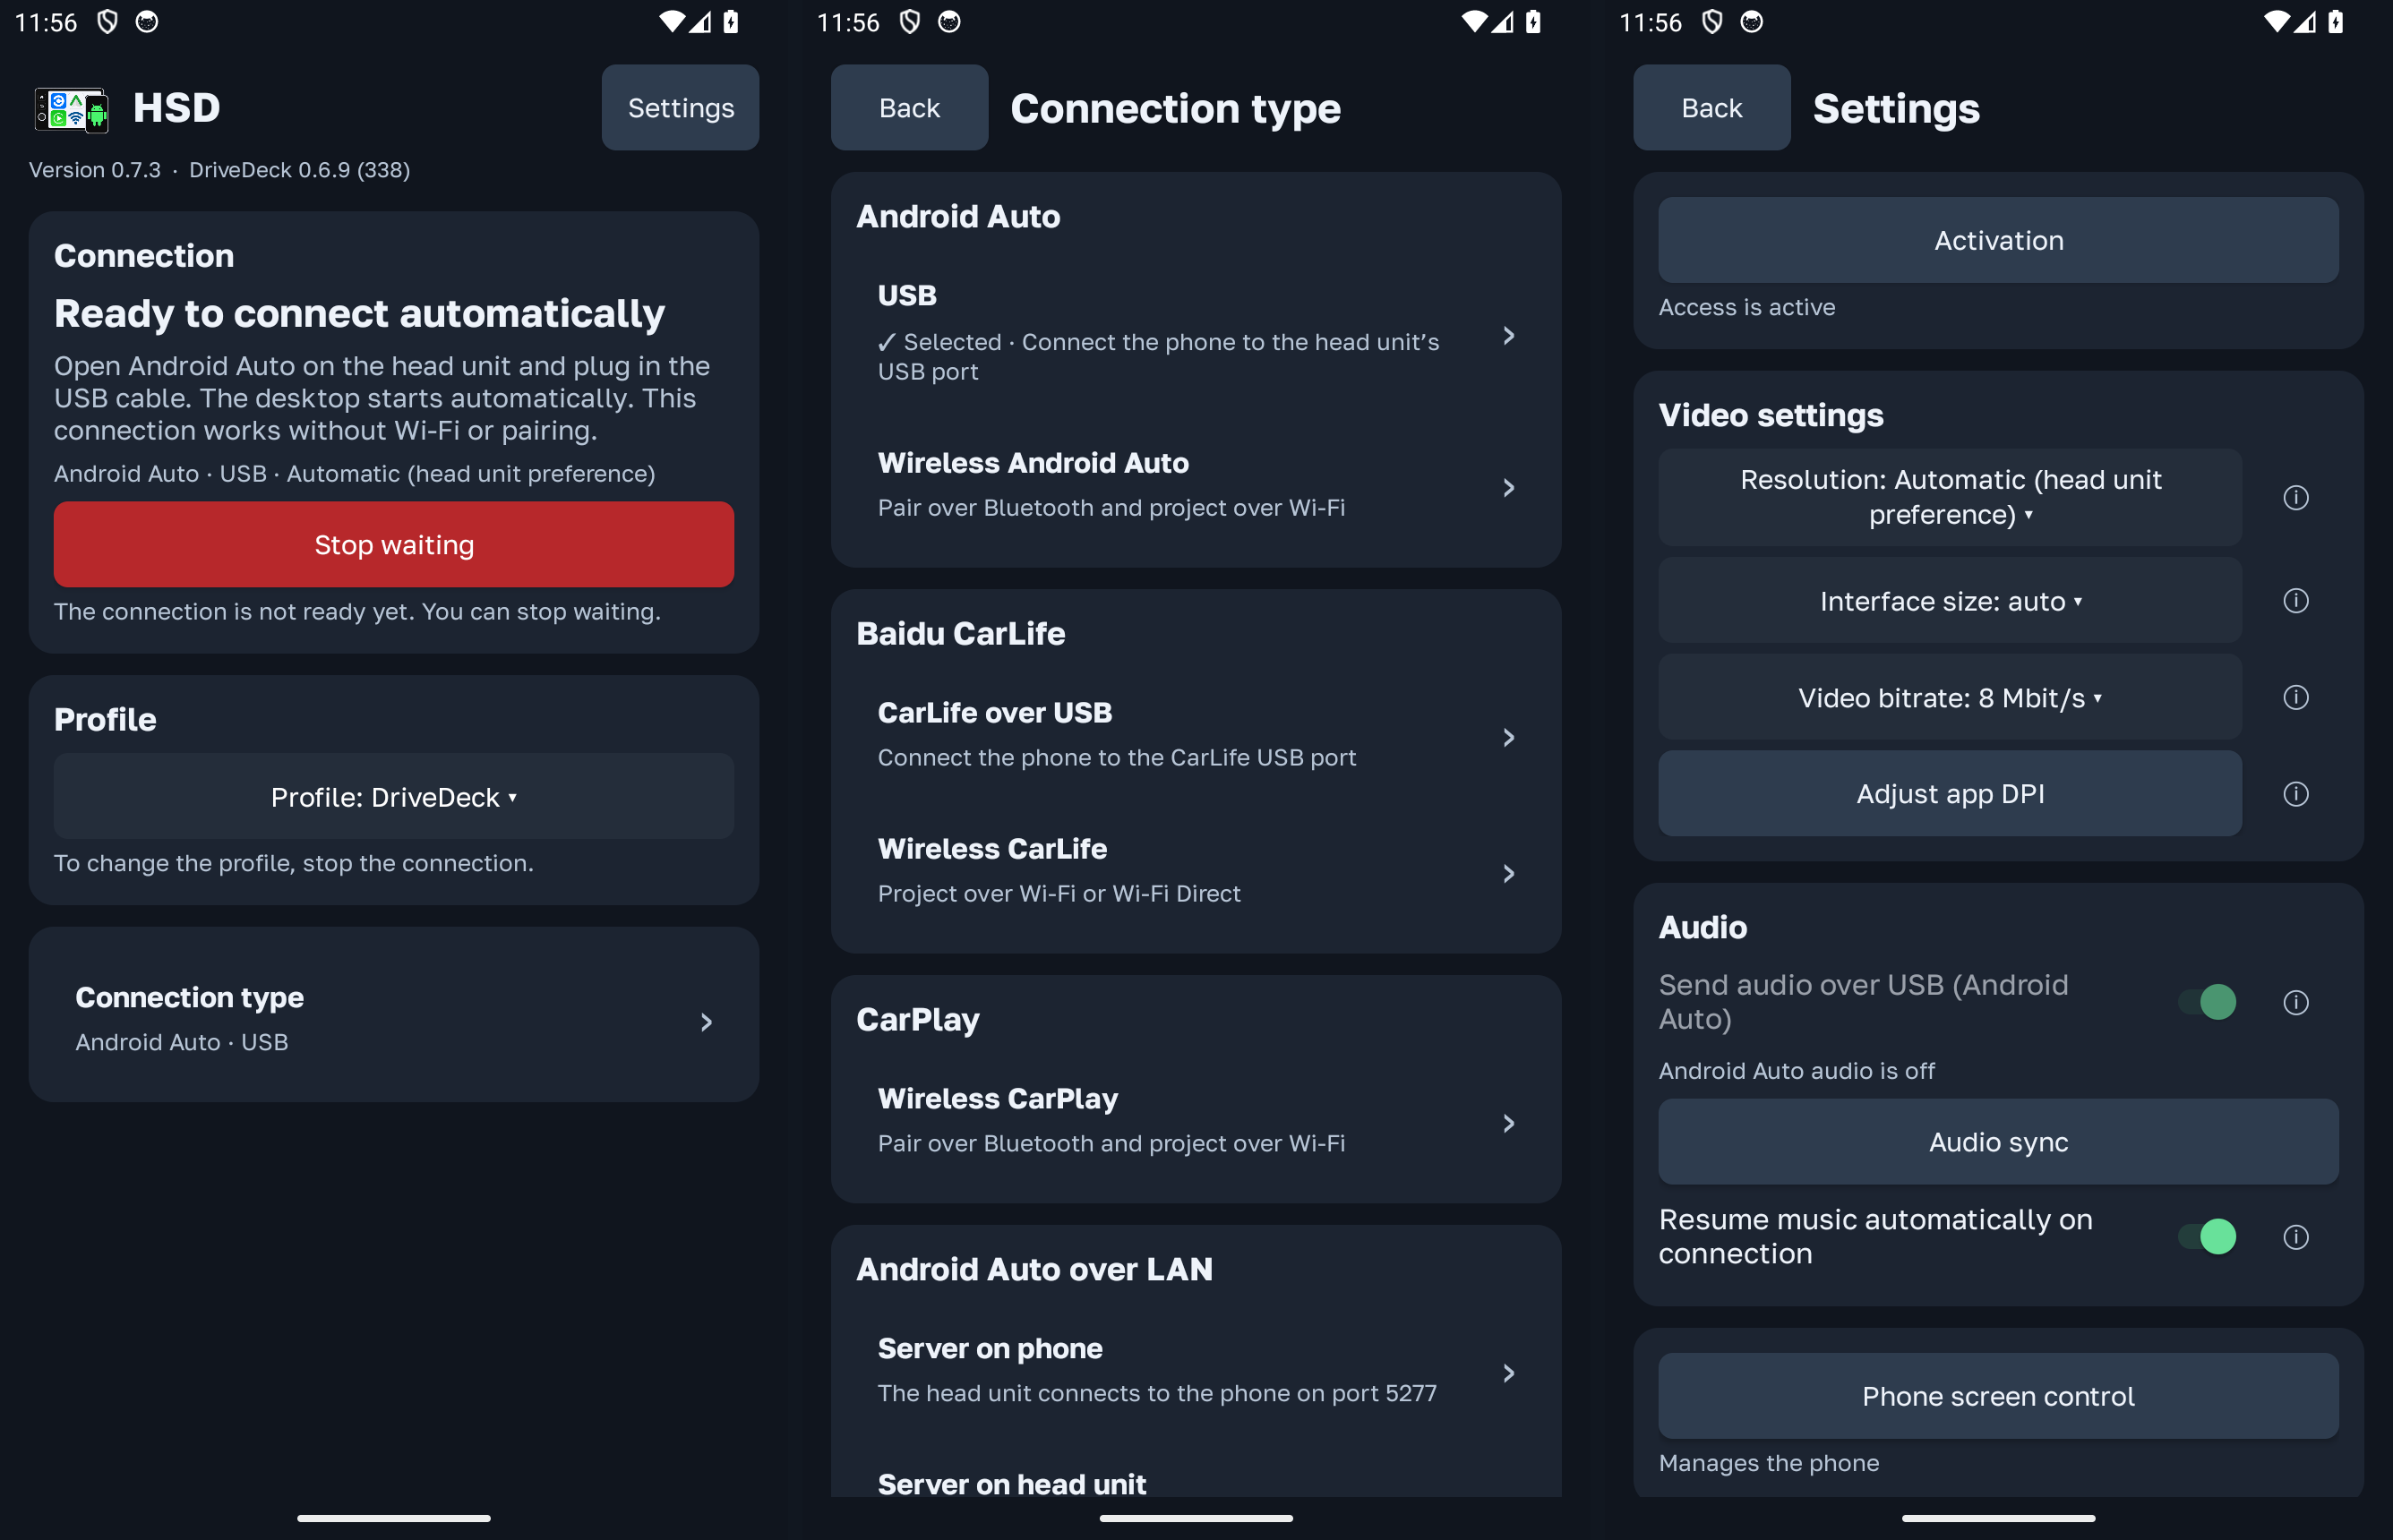 11:56
HSD
Settings
Version 0.7.3 · DriveDeck 0.6.9 (338)
Connection
Ready to connect automatically
Open Android Auto on the head unit and plug in the
USB cable. The desktop starts automatically. This
connection works without Wi-Fi or pairing.
Android Auto · USB · Automatic (head unit preference)
Stop waiting
The connection is not ready yet. You can stop waiting.
Profile
Profile: DriveDeck ▾
To change the profile, stop the connection.
Connection type
Android Auto · USB
11:56
Back
Connection type
Android Auto
USB
✓ Selected · Connect the phone to the head unit’s
USB port
Wireless Android Auto
Pair over Bluetooth and project over Wi-Fi
Baidu CarLife
CarLife over USB
Connect the phone to the CarLife USB port
Wireless CarLife
Project over Wi-Fi or Wi-Fi Direct
CarPlay
Wireless CarPlay
Pair over Bluetooth and project over Wi-Fi
Android Auto over LAN
Server on phone
The head unit connects to the phone on port 5277
Server on head unit
11:56
Back
Settings
Activation
Access is active
Video settings
Resolution: Automatic (head unit
preference) ▾
Interface size: auto ▾
Video bitrate: 8 Mbit/s ▾
Adjust app DPI
Audio
Send audio over USB (Android
Auto)
Android Auto audio is off
Audio sync
Resume music automatically on
connection
Phone screen control
Manages the phone